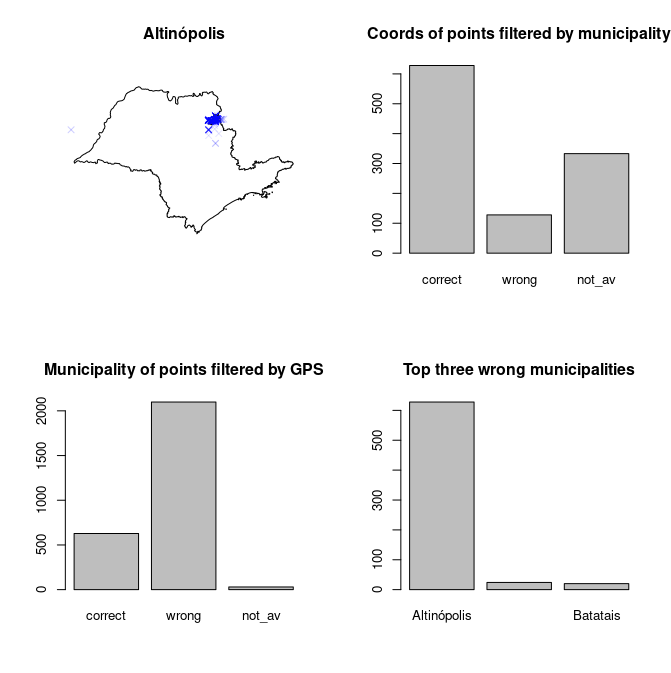 Altinópolis
Coords of points filtered by municipality
500
300
100
0
correct wrong not_av
Municipality of points filtered by GPS
2000
1500
1000
500
0
correct wrong not_av
Top three wrong municipalities
500
300
100
0
Altinópolis Batatais